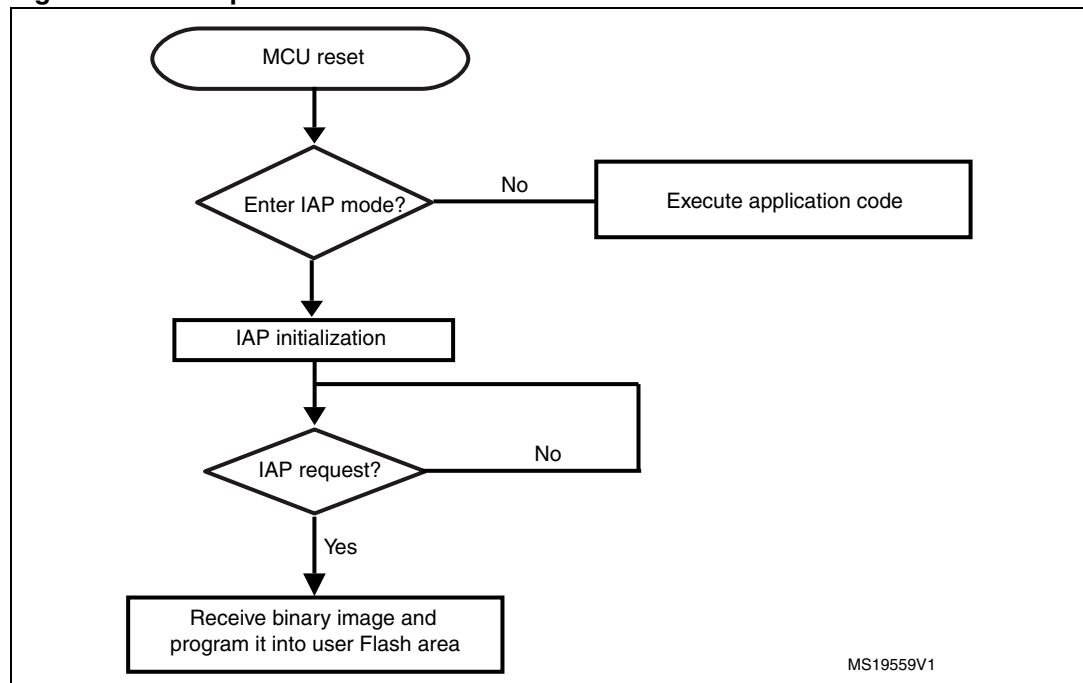 MCU reset
Enter IAP mode?
No
Execute application code
IAP initialization
IAP request?
No
Yes
Receive binary image and
program it into user Flash area
MS19559V1